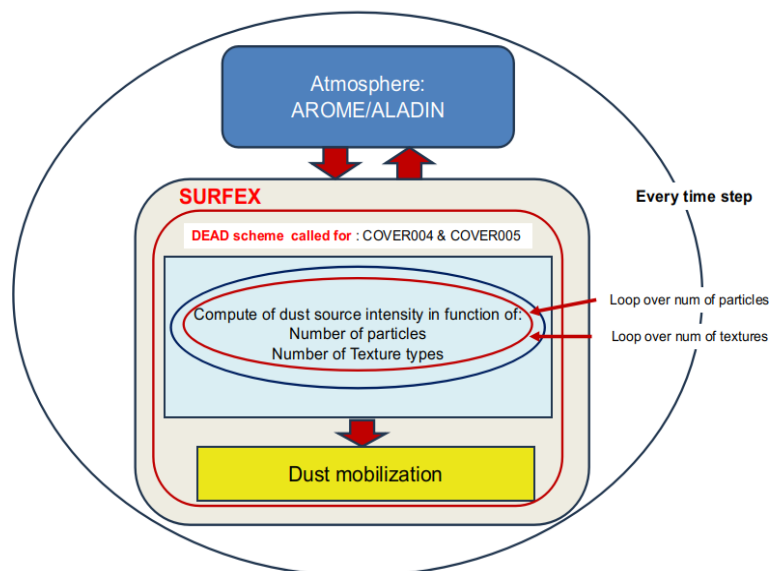 Atmosphere:
AROME/ALADIN
SURFEX
Every time step
DEAD scheme called for : COVER004 & COVER005
Loop over num of particles
Compute of dust source intensity in function of:
Number of particles
Loop over num of textures
Number of Texture types
Dust mobilization